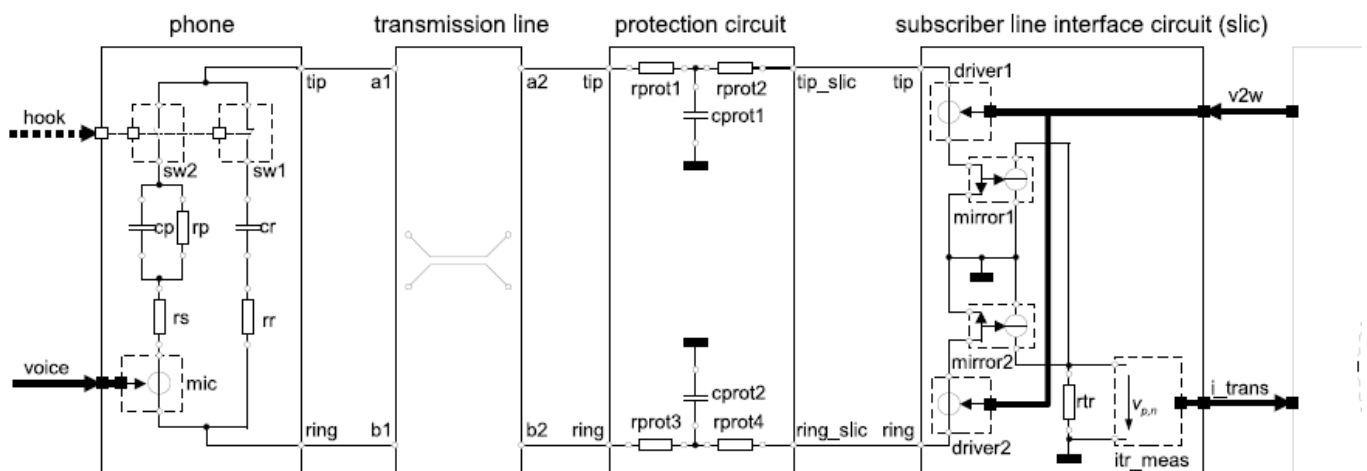 phone transmission line protection circuit subscriber line interface circuit (slic)
tip a1 a2 tip rprot1 rprot2 tip_slic tip driver1 v2w
cprot1
hook
sw2 sw1
mirror1
cp rp cr
rs rr
mirror2
voice mic cprot2 rtr v_{p,n} i_trans
ring b1 b2 ring rprot3 rprot4 ring_slic ring driver2 itr_meas